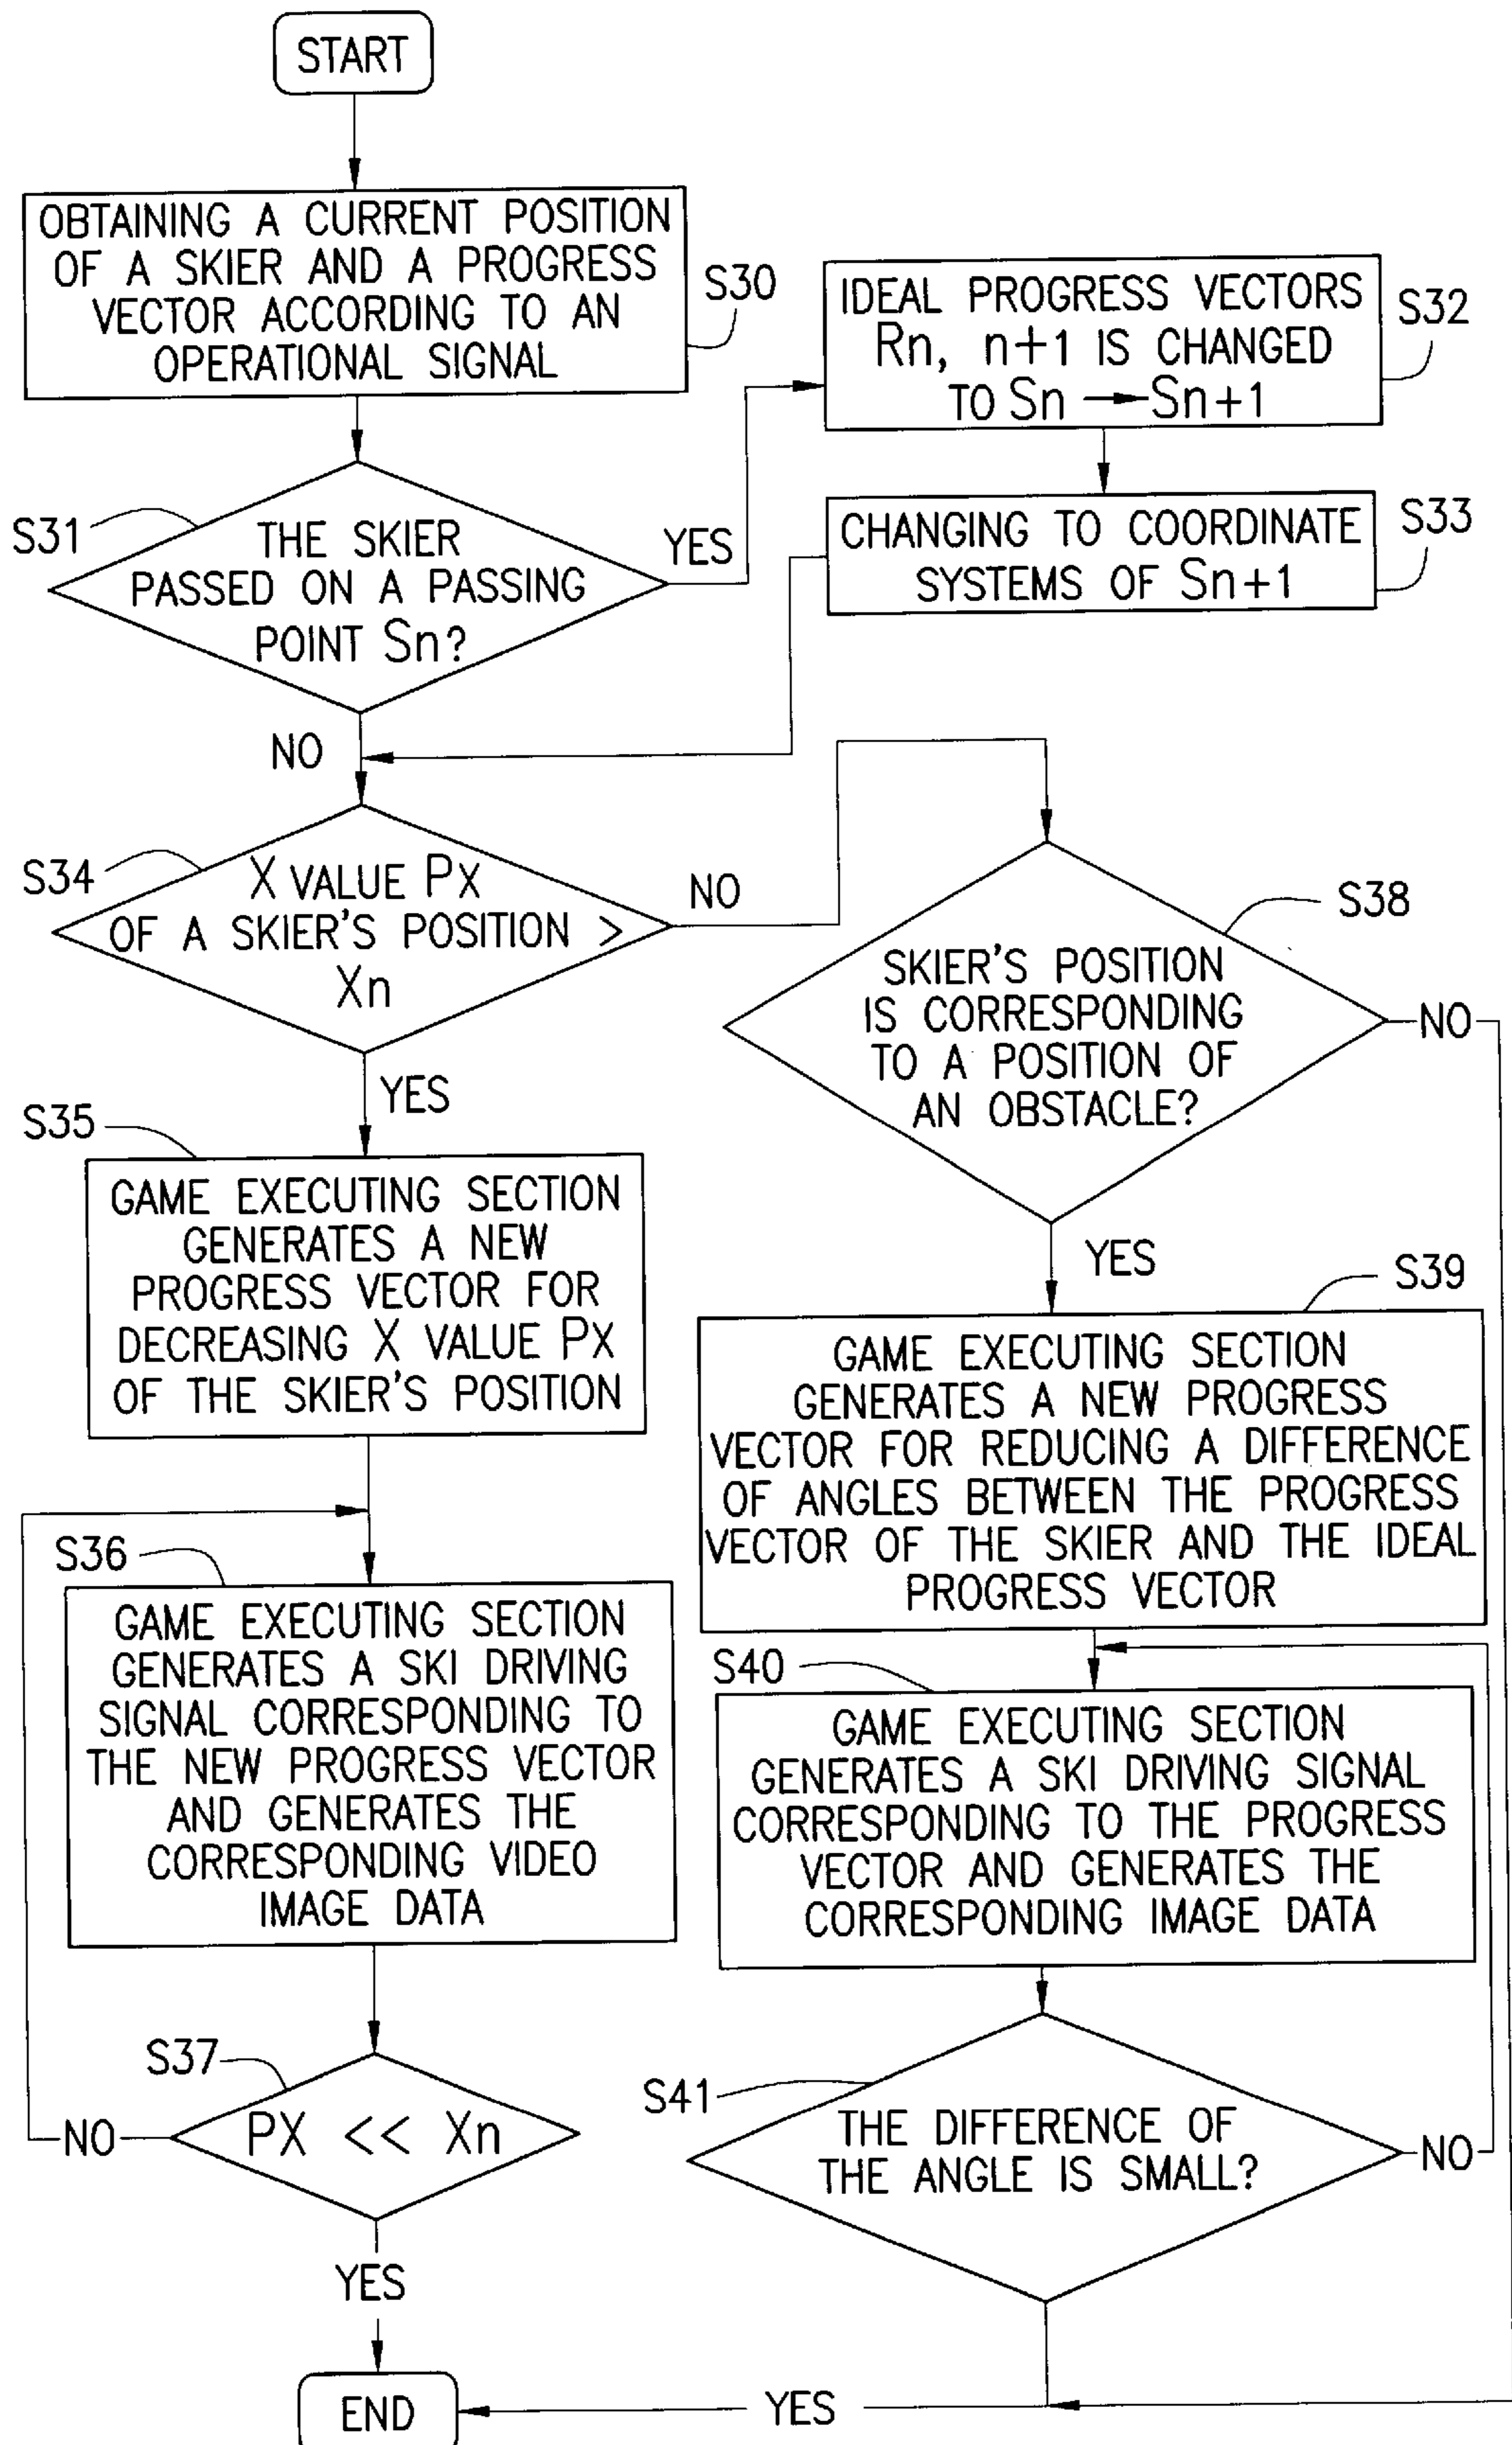 START
OBTAINING A CURRENT POSITION
OF A SKIER AND A PROGRESS
VECTOR ACCORDING TO AN
OPERATIONAL SIGNAL
S30
IDEAL PROGRESS VECTORS
Rn, n+1 IS CHANGED
TO Sn → Sn+1
S32
S31
THE SKIER
PASSED ON A PASSING
POINT Sn?
YES
CHANGING TO COORDINATE
SYSTEMS OF Sn+1
S33
NO
S34
X VALUE PX
OF A SKIER'S POSITION >
Xn
NO
S38
SKIER'S POSITION
IS CORRESPONDING
TO A POSITION OF
AN OBSTACLE?
NO
YES
S35
GAME EXECUTING SECTION
GENERATES A NEW
PROGRESS VECTOR FOR
DECREASING X VALUE PX
OF THE SKIER'S POSITION
YES
S39
GAME EXECUTING SECTION
GENERATES A NEW PROGRESS
VECTOR FOR REDUCING A DIFFERENCE
OF ANGLES BETWEEN THE PROGRESS
VECTOR OF THE SKIER AND THE IDEAL
PROGRESS VECTOR
S36
GAME EXECUTING SECTION
GENERATES A SKI DRIVING
SIGNAL CORRESPONDING TO
THE NEW PROGRESS VECTOR
AND GENERATES THE
CORRESPONDING VIDEO
IMAGE DATA
S40
GAME EXECUTING SECTION
GENERATES A SKI DRIVING SIGNAL
CORRESPONDING TO THE PROGRESS
VECTOR AND GENERATES THE
CORRESPONDING IMAGE DATA
S37
NO
PX << Xn
S41
THE DIFFERENCE OF
THE ANGLE IS SMALL?
NO
YES
END
YES